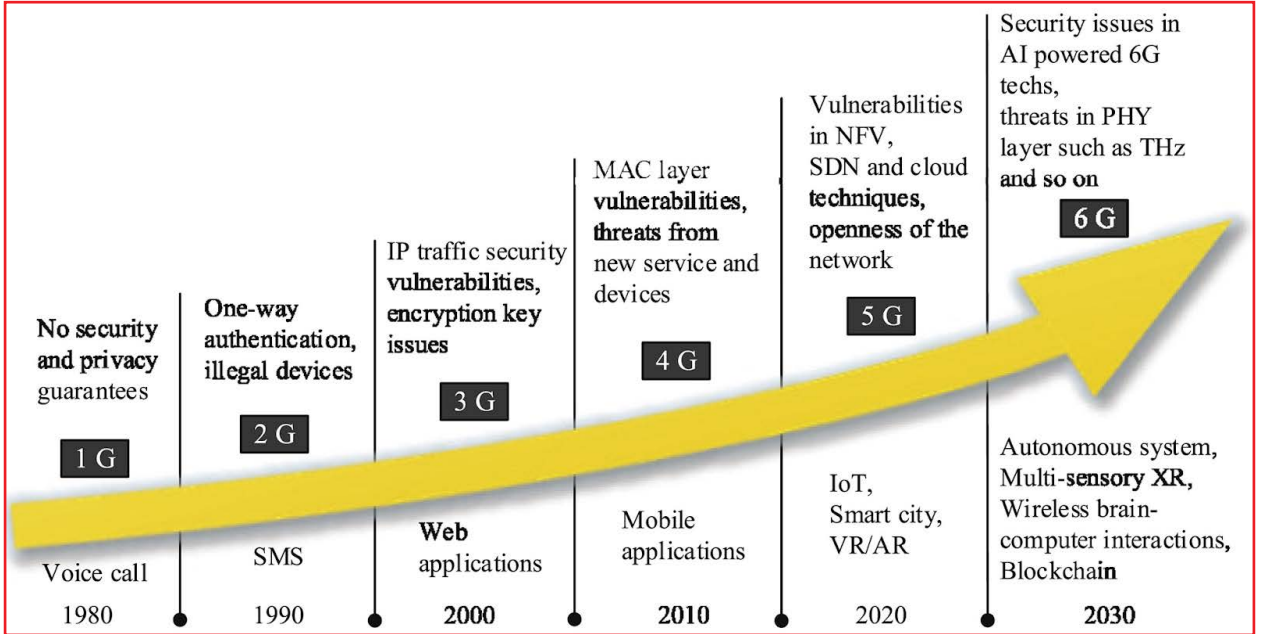 No security
and privacy
guarantees
1 G
Voice call
1980
One-way
authentication,
illegal devices
2 G
SMS
1990
IP traffic security
vulnerabilities,
encryption key
issues
3 G
Web
applications
2000
MAC layer
vulnerabilities,
threats from
new service and
devices
4 G
Mobile
applications
2010
Vulnerabilities
in NFV,
SDN and cloud
techniques,
openness of the
network
5 G
IoT,
Smart city,
VR/AR
2020
Security issues in
AI powered 6G
techs,
threats in PHY
layer such as THz
and so on
6 G
Autonomous system,
Multi-sensory XR,
Wireless brain-
computer interactions,
Blockchain
2030